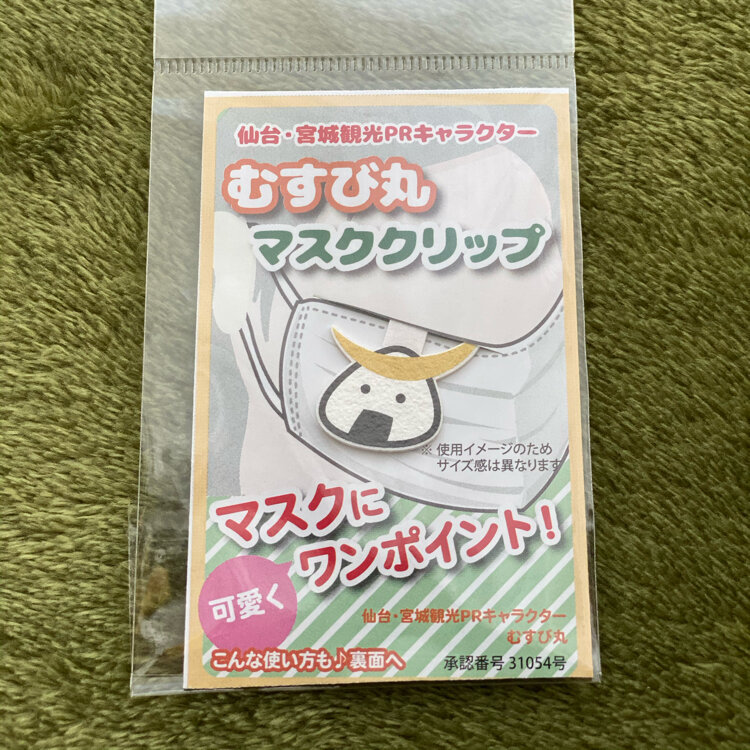 仙台・宮城観光PRキャラクター
むすび丸
マスククリップ
※ 使用イメージのため
サイズ感は異なります
マスクに
ワンポイント!
可愛く
仙台・宮城観光PRキャラクター
むすび丸
こんな使い方も♪裏面へ
承認番号 31054号